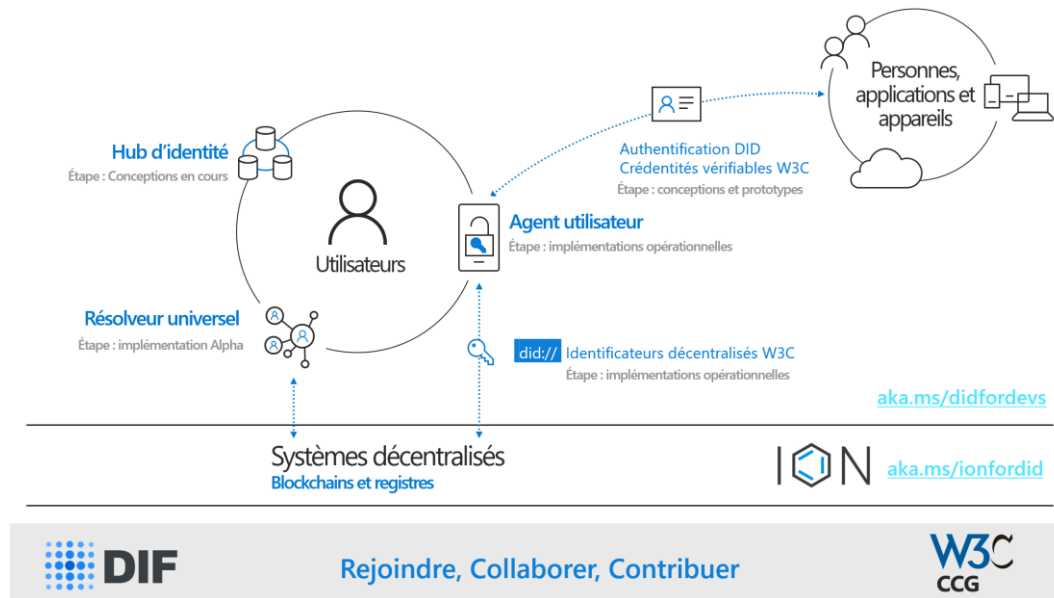 Personnes,
applications et
appareils
Authentification DID
Crédentités vérifiables W3C
Étape : conceptions et prototypes
Hub d'identité
Étape : Conceptions en cours
Agent utilisateur
Étape : implémentations opérationnelles
Utilisateurs
Résolveur universel
Étape : implémentation Alpha
did:// Identificateurs décentralisés W3C
Étape : implémentations opérationnelles
aka.ms/didfordevs
Systèmes décentralisés
Blockchains et registres
ION
aka.ms/ionfordid
DIF
Rejoindre, Collaborer, Contribuer
W3C
CCG